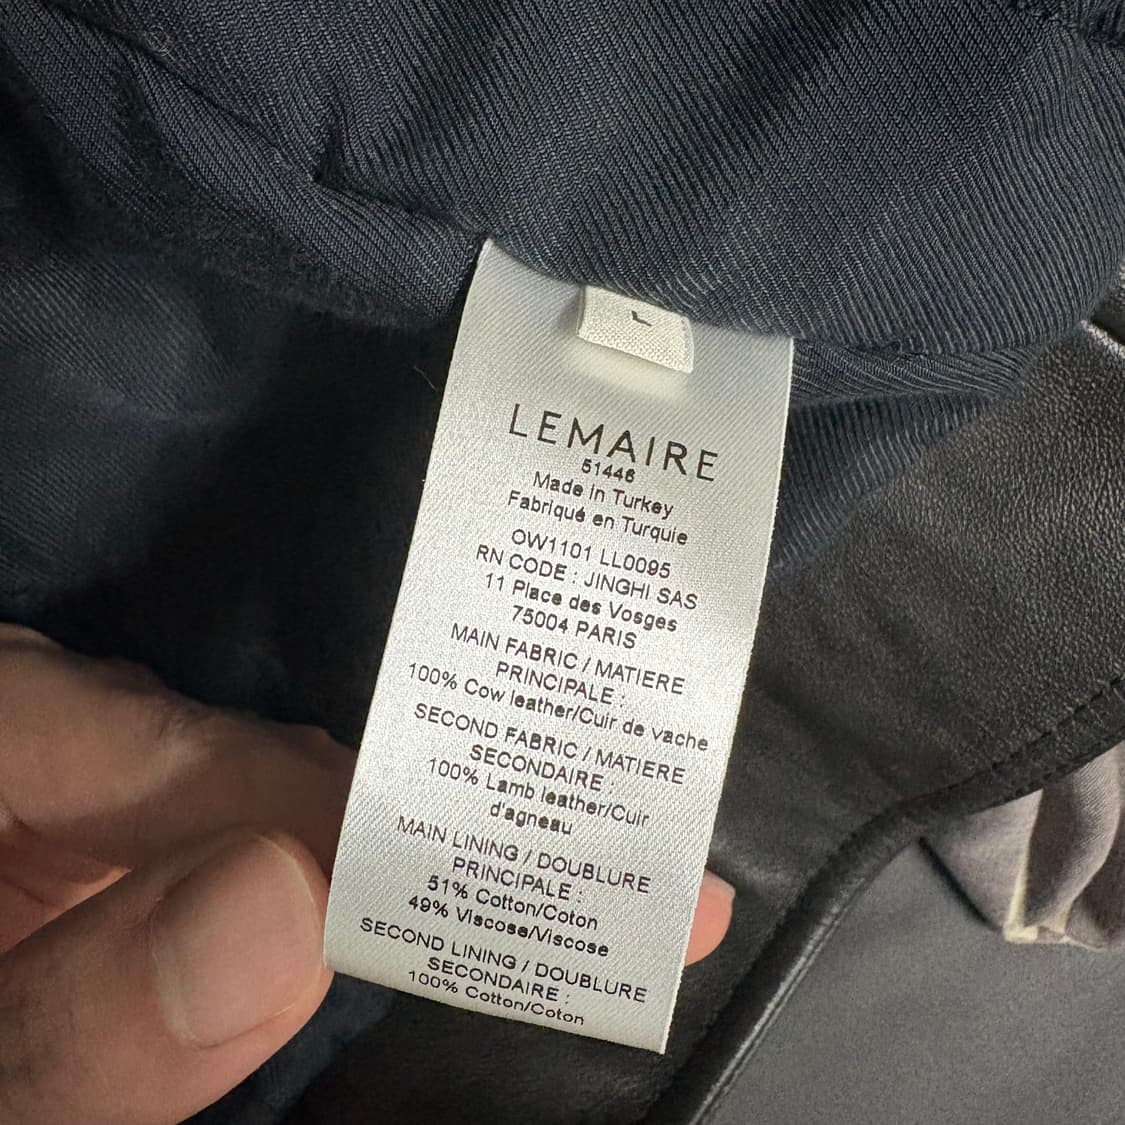 L
LEMAIRE
51446
Made in Turkey
Fabriqué en Turquie
OW1101 LL0095
RN CODE : JINGHI SAS
11 Place des Vosges
75004 PARIS
MAIN FABRIC / MATIERE
PRINCIPALE :
100% Cow leather/Cuir de vache
SECOND FABRIC / MATIERE
SECONDAIRE :
100% Lamb leather/Cuir
d'agneau
MAIN LINING / DOUBLURE
PRINCIPALE :
51% Cotton/Coton
49% Viscose/Viscose
SECOND LINING / DOUBLURE
SECONDAIRE :
100% Cotton/Coton